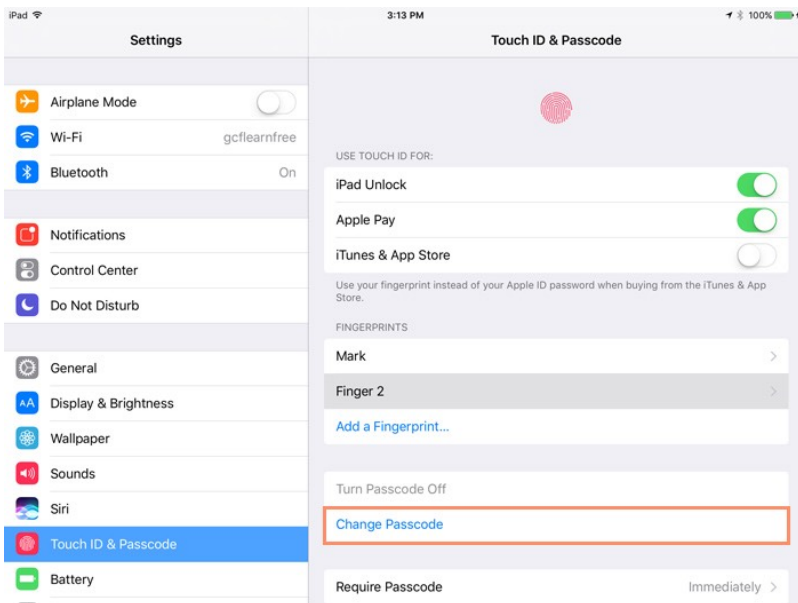 iPad
3:13 PM
100%
Settings
Touch ID & Passcode
Airplane Mode
Wi-Fi
gcflearnfree
Bluetooth
On
Notifications
Control Center
Do Not Disturb
General
AA
Display & Brightness
Wallpaper
Sounds
Siri
Touch ID & Passcode
Battery
USE TOUCH ID FOR:
iPad Unlock
Apple Pay
iTunes & App Store
Use your fingerprint instead of your Apple ID password when buying from the iTunes & App
Store.
FINGERPRINTS
Mark
Finger 2
Add a Fingerprint...
Turn Passcode Off
Change Passcode
Require Passcode
Immediately